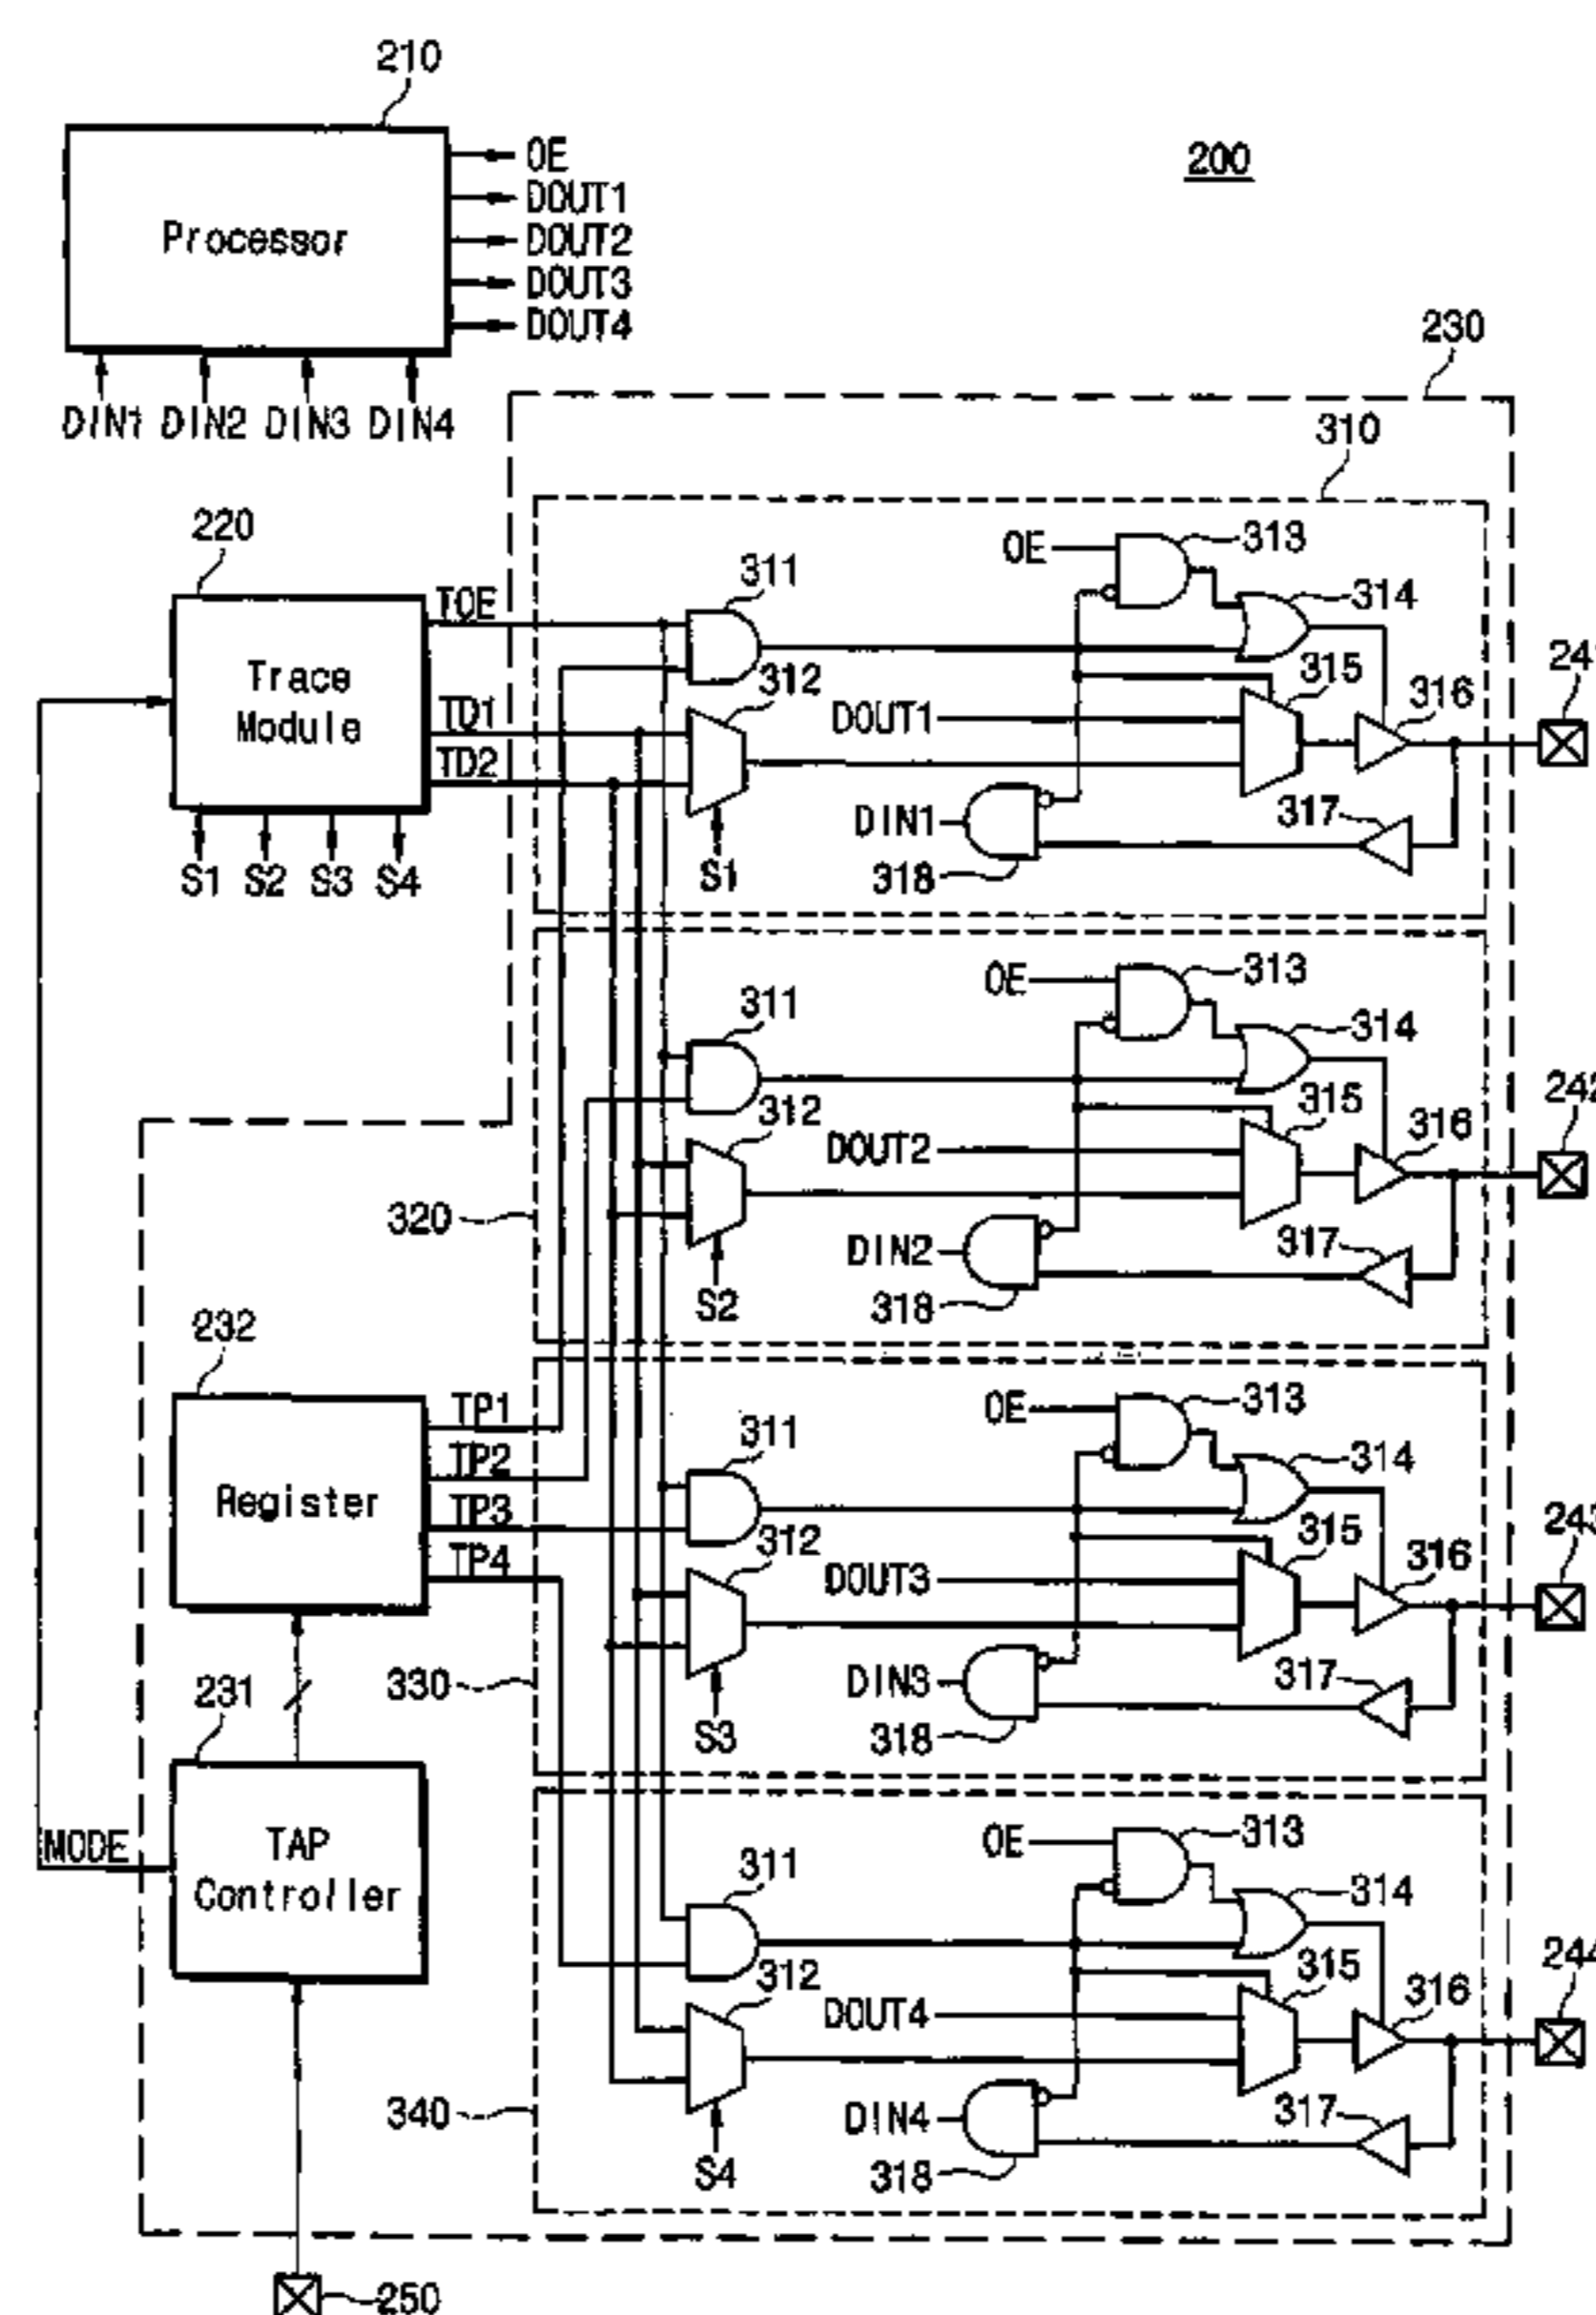 210
200
OE
DOUT1
DOUT2
DOUT3
DOUT4
Processor
DIN1 DIN2 DIN3 DIN4
230
310
220
TOE
TD1
TD2
Trace
Module
S1 S2 S3 S4
311
312
OE
313
314
315
316
DOUT1
DIN1
317
318
S1
241
311
312
OE
313
314
315
316
DOUT2
DIN2
317
318
S2
320
242
232
TP1
TP2
TP3
TP4
Register
311
312
OE
313
314
315
316
DOUT3
DIN3
317
318
S3
330
243
231
MODE
TAP
Controller
311
312
OE
313
314
315
316
DOUT4
DIN4
317
318
S4
340
244
250